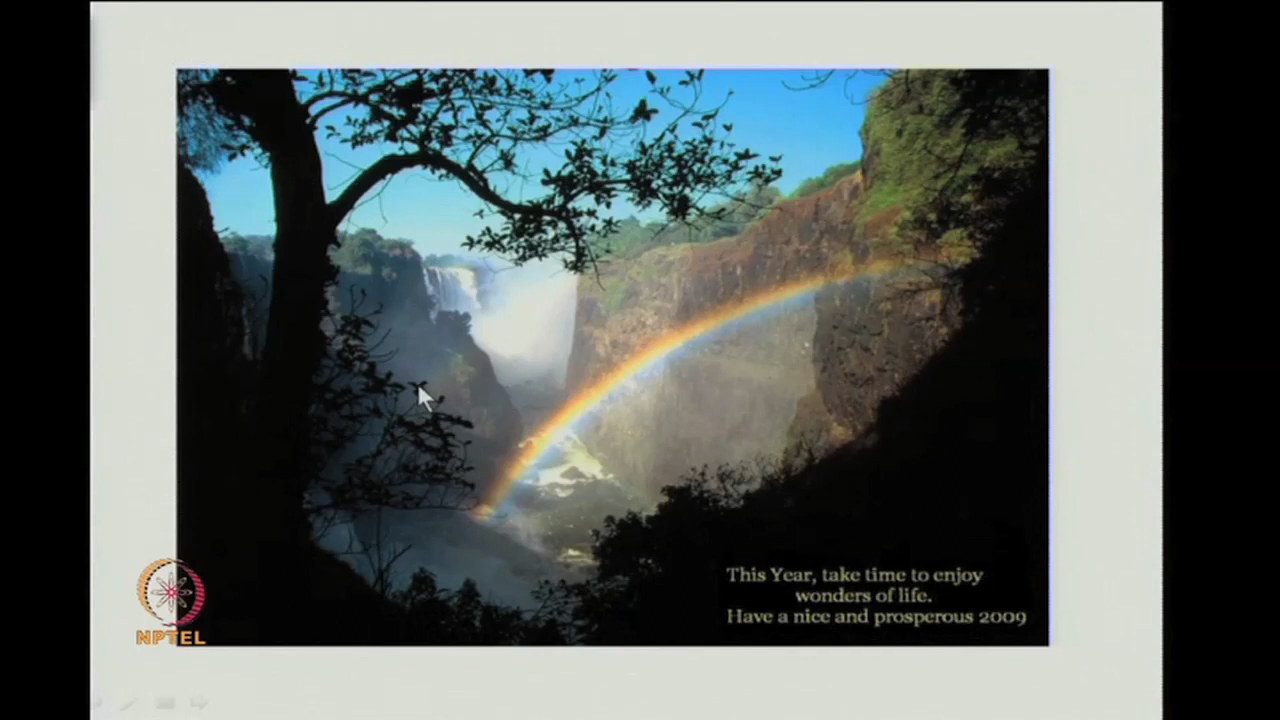 This Year, take time to enjoy
wonders of life.
Have a nice and prosperous 2009
NPTEL